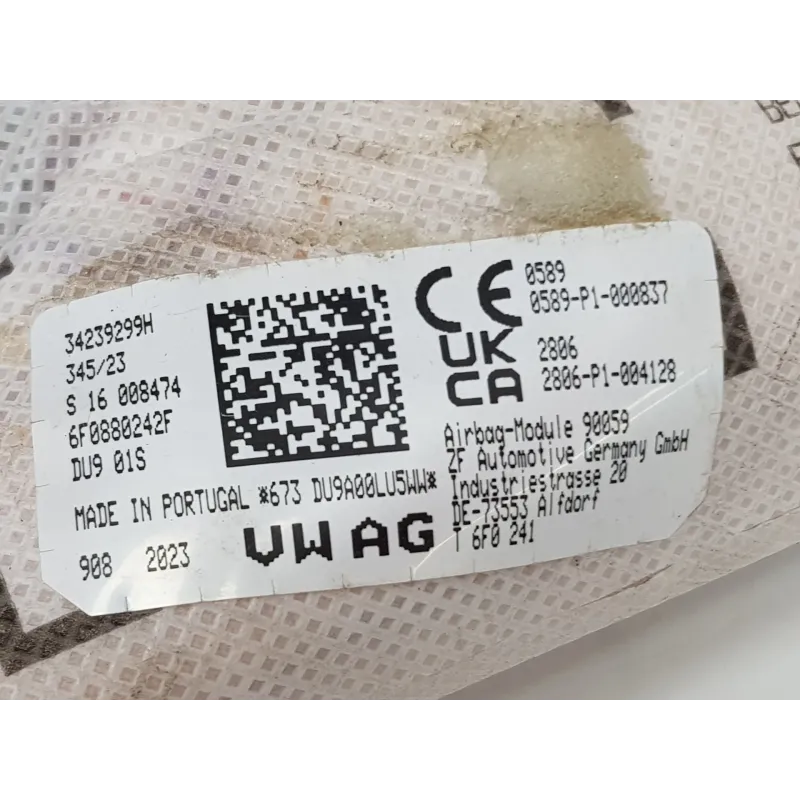 34239299H
345/23
S 16 008474
6F0880242F
DU9 01S
MADE IN PORTUGAL *673 DU9A00LU5WW*
908 2023
VW AG
CE
0589
0589-P1-000837
UK
CA
2806
2806-P1-004128
Airbag-Module 90059
ZF Automotive Germany GmbH
Industriestrasse 20
DE-73553 Alfdorf
T 6F0 241